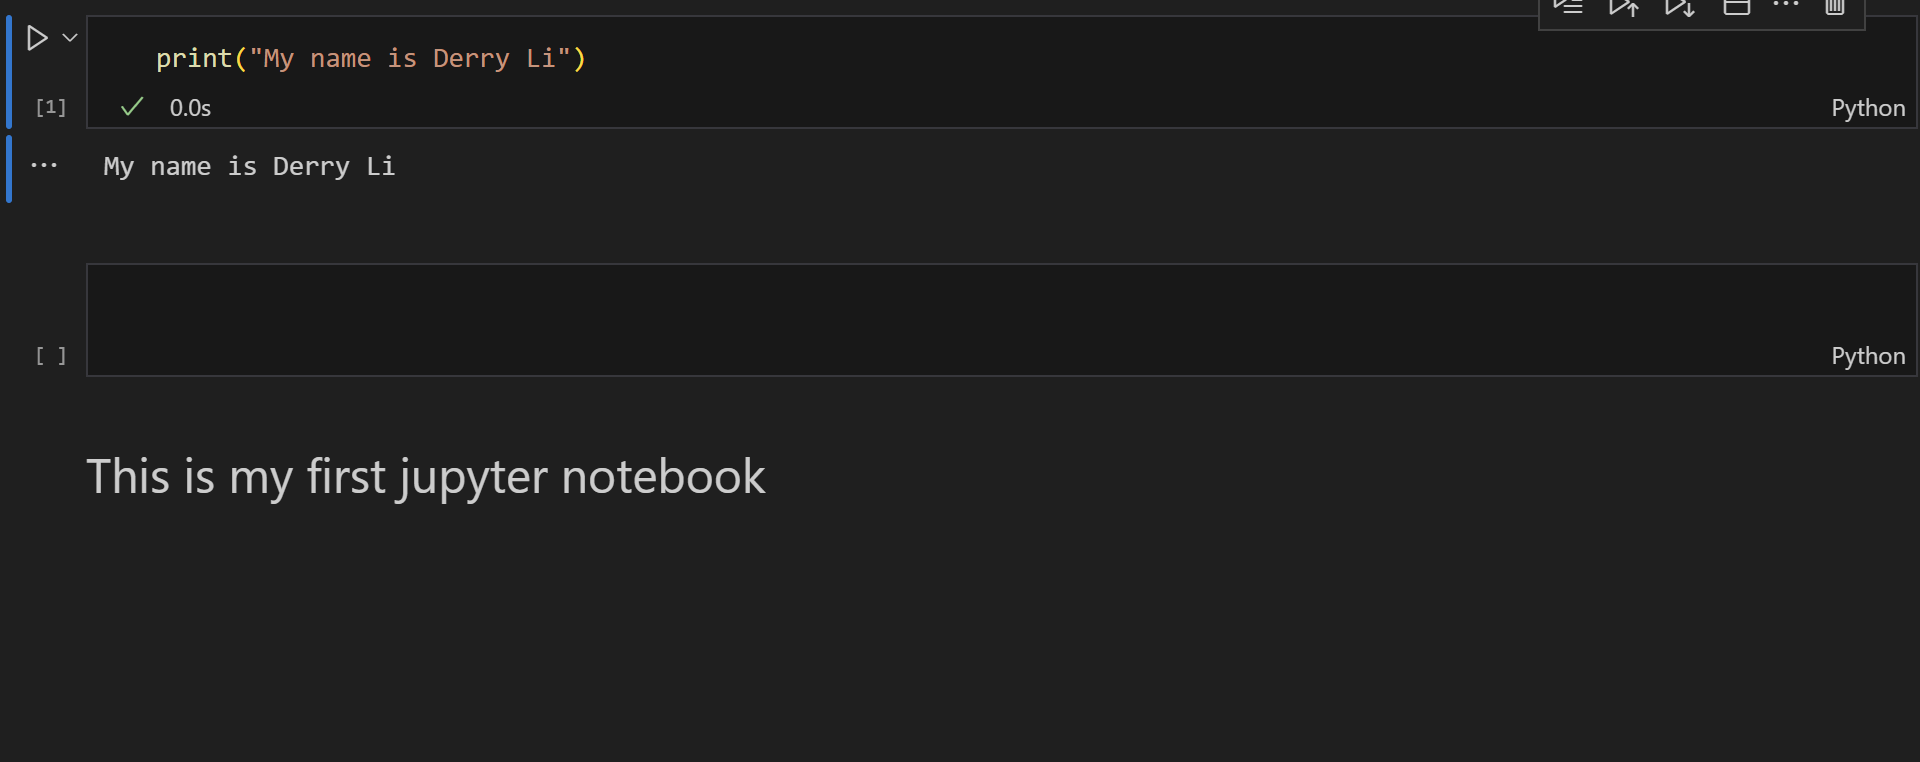 print("My name is Derry Li")
[1]
0.0s
Python
My name is Derry Li
[ ]
Python
This is my first jupyter notebook